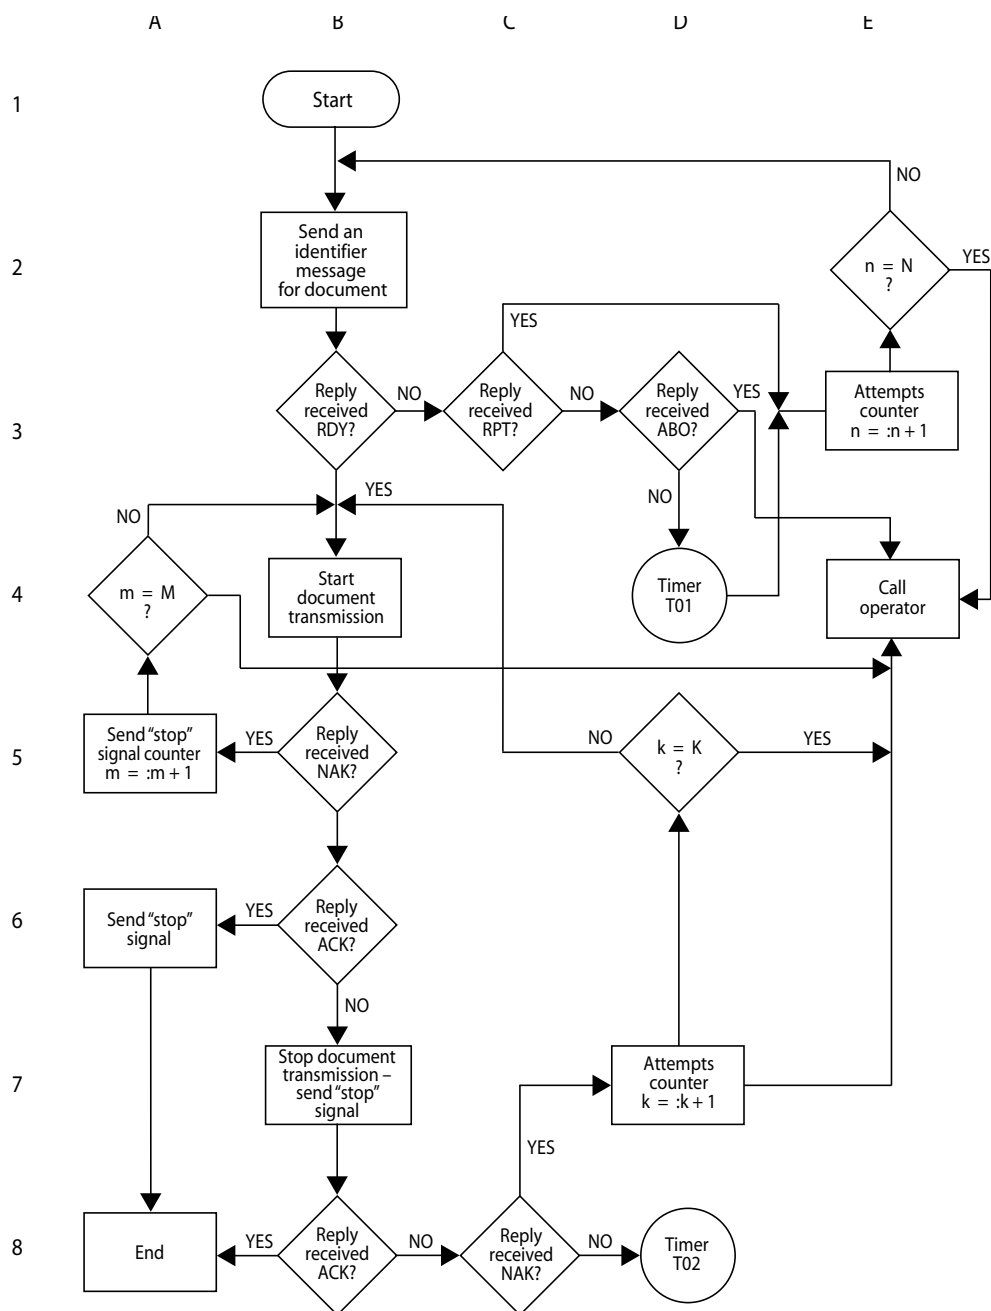 A B C D E
1
Start
NO
2
Send an
identifier
message
for document
n = N
?
YES
YES
3
Reply
received
RDY?
NO
Reply
received
RPT?
NO
Reply
received
ABO?
YES
Attempts
counter
n = :n + 1
NO
YES
NO
4
m = M
?
Start
document
transmission
Timer
T01
Call
operator
5
Send “stop”
signal counter
m = :m + 1
YES
Reply
received
NAK?
NO
k = K
?
YES
6
Send “stop”
signal
YES
Reply
received
ACK?
NO
7
Stop document
transmission –
send “stop”
signal
Attempts
counter
k = :k + 1
YES
8
End
YES
Reply
received
ACK?
NO
Reply
received
NAK?
NO
Timer
T02